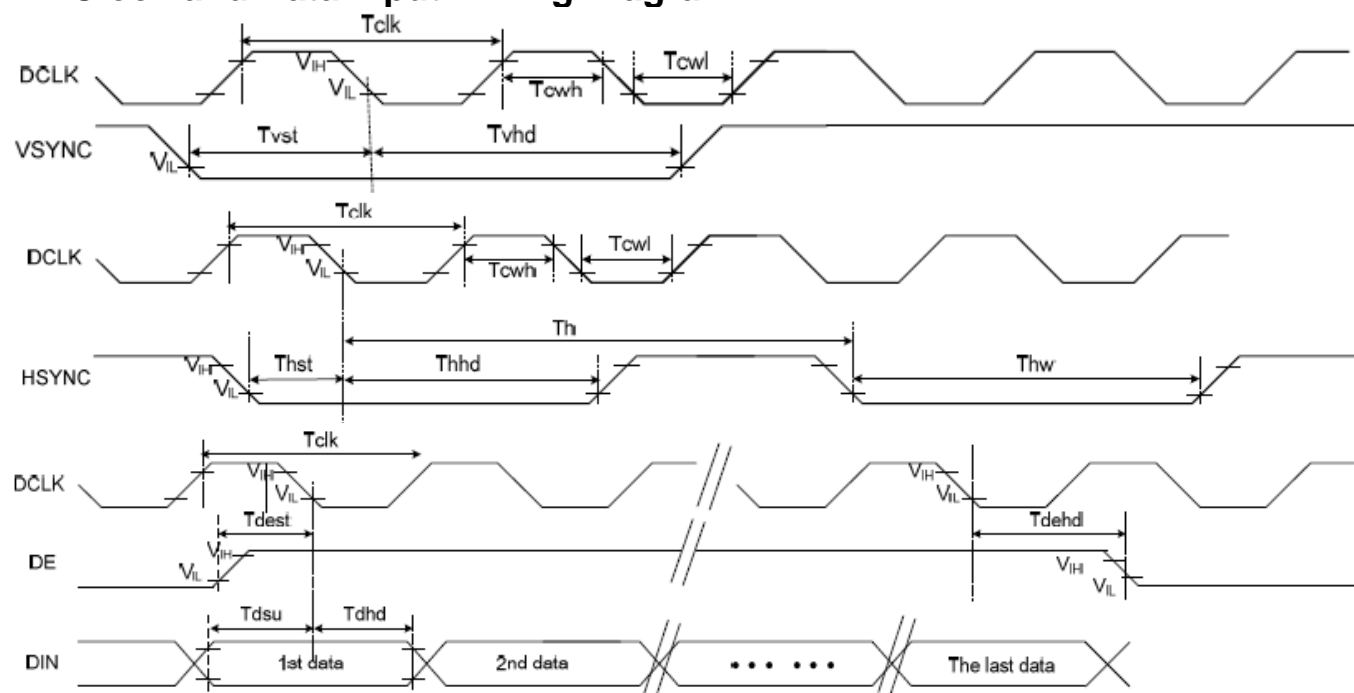 Tclk
DCLK
VIH
VIL
Tcwh
Tcwl
VSYNC
VIL
Tvst
Tvhd
Tclk
DCLK
VIH
VIL
Tcwh
Tcwl
Th
HSYNC
VIH
VIL
Thst
Thhd
Thw
Tclk
DCLK
VIH
VIL
VIH
VIL
Tdest
Tdehd
DE
VIH
VIL
VIH
VIL
Tdsu
Tdhd
DIN
1st data
2nd data
•••  •••
The last data